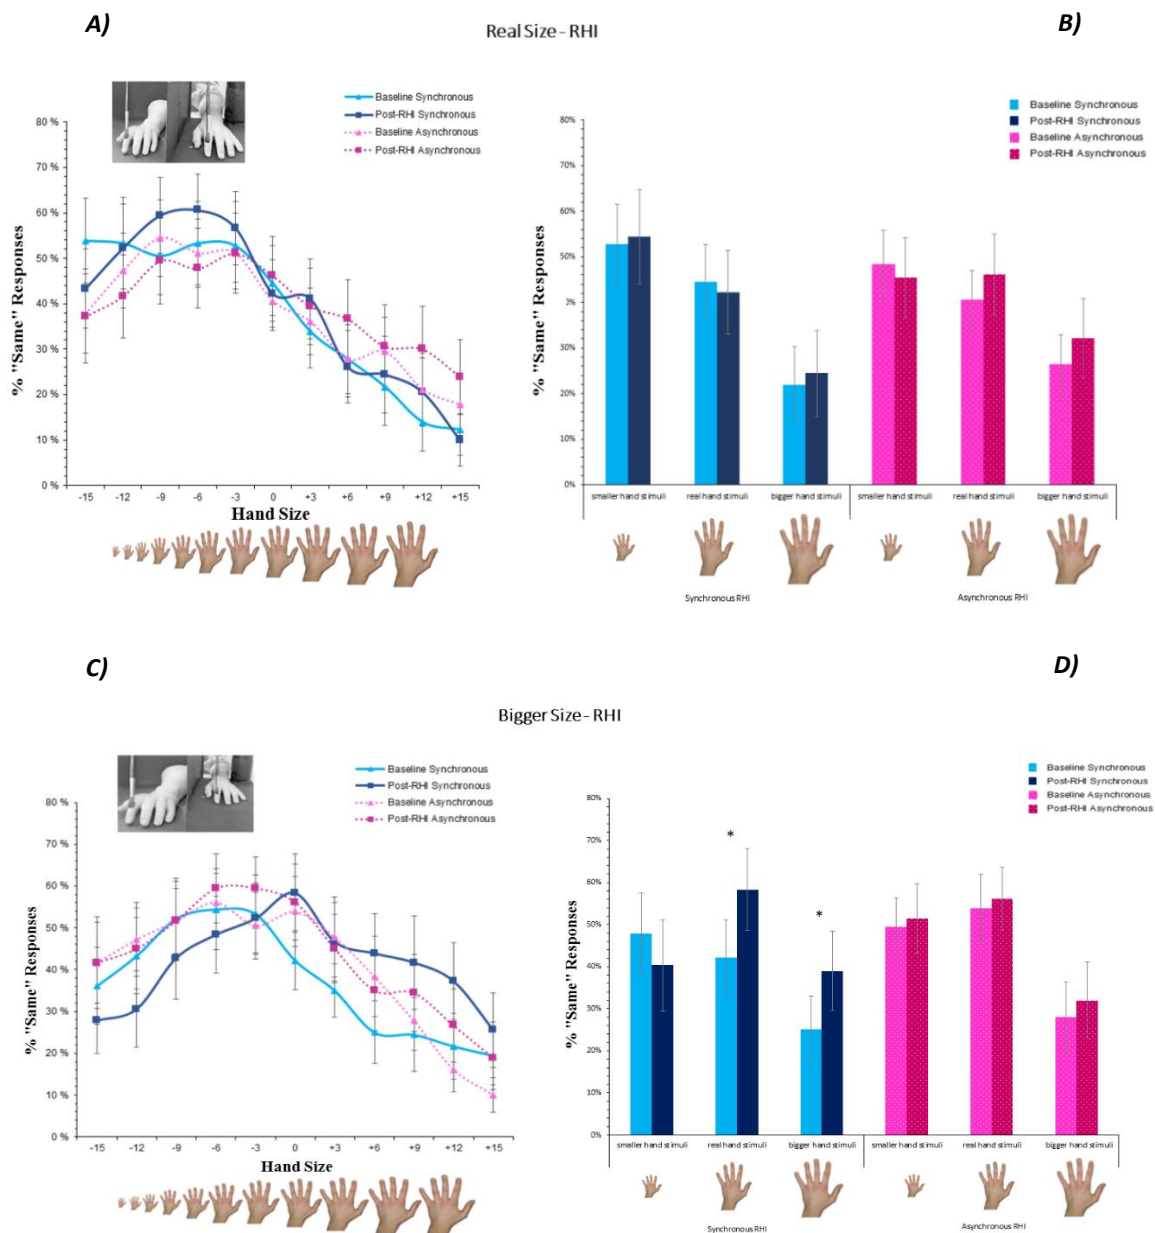 A)
Real Size - RHI
B)
Baseline Synchronous
Post-RHI Synchronous
Baseline Asynchronous
Post-RHI Asynchronous
80 %
70 %
60 %
50 %
40 %
30 %
20 %
10 %
0 %
% "Same" Responses
-15 -12 -9 -6 -3 0 +3 +6 +9 +12 +15
Hand Size
Baseline Synchronous
Post-RHI Synchronous
Baseline Asynchronous
Post-RHI Asynchronous
80%
70%
60%
50%
3%
30%
20%
10%
0%
% "Same" Responses
smaller hand stimuli real hand stimuli bigger hand stimuli smaller hand stimuli real hand stimuli bigger hand stimuli
Synchronous RHI Asynchronous RHI
C)
D)
Bigger Size - RHI
Baseline Synchronous
Post-RHI Synchronous
Baseline Asynchronous
Post-RHI Asynchronous
80 %
70 %
60 %
50 %
40 %
30 %
20 %
10 %
0 %
% "Same" Responses
-15 -12 -9 -6 -3 0 +3 +6 +9 +12 +15
Hand Size
Baseline Synchronous
Post-RHI Synchronous
Baseline Asynchronous
Post-RHI Asynchronous
80%
70%
60%
50%
40%
30%
20%
10%
0%
% "Same" Responses
*
*
smaller hand stimuli real hand stimuli bigger hand stimuli smaller hand stimuli real hand stimuli bigger hand stimuli
Synchronous RHI Asynchronous RHI